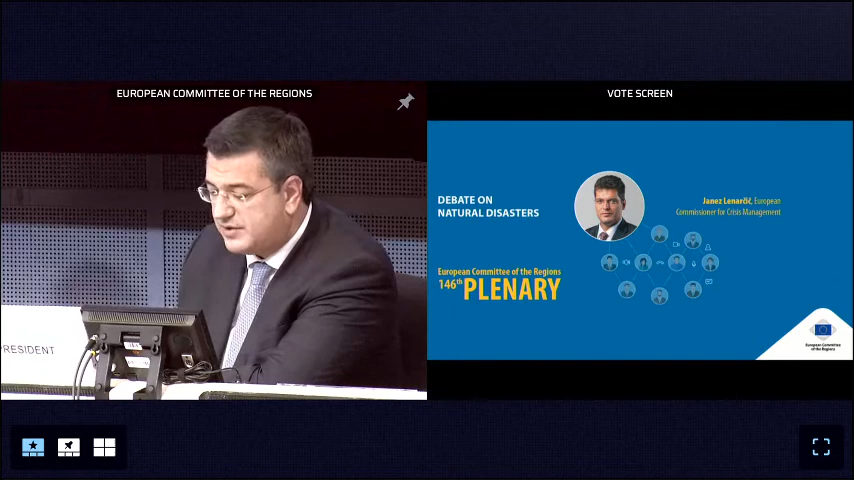 EUROPEAN COMMITTEE OF THE REGIONS
VOTE SCREEN
DEBATE ON
NATURAL DISASTERS
Janez Lenarčič, European
Commissioner for Crisis Management
European Committee of the Regions
146th PLENARY
PRESIDENT
European Committee
of the Regions